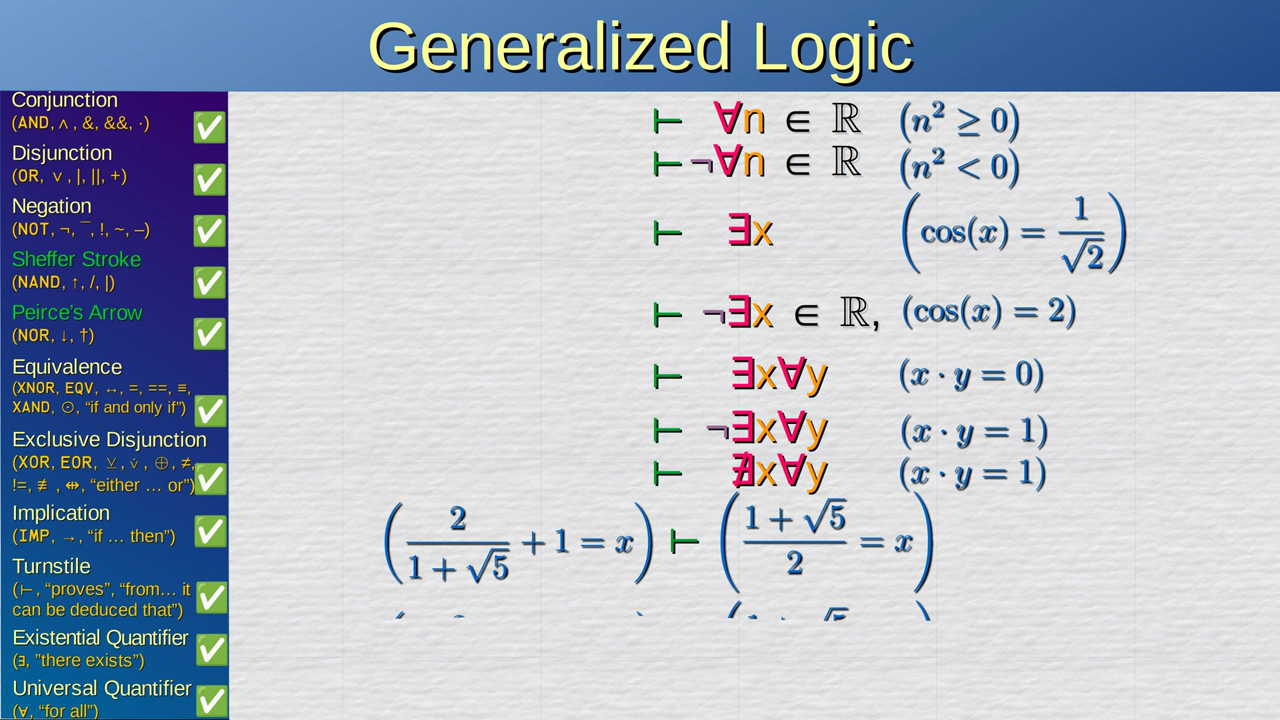 Generalized Logic
Conjunction
(AND, ∧, &, &&, ·)
Disjunction
(OR, ∨, |, ||, +)
Negation
(NOT, ¬, ‾, !, ~, –)
Sheffer Stroke
(NAND, ↑, /, |)
Peirce's Arrow
(NOR, ↓, †)
Equivalence
(XNOR, EQV, ↔, =, ==, ≡,
XAND, ⊙, “if and only if”)
Exclusive Disjunction
(XOR, EOR, ⊻, v̇, ⊕, ≠,
!=, ≢, ⇹, “either … or”)
Implication
(IMP, →, “if … then”)
Turnstile
(⊢, “proves”, “from… it
can be deduced that”)
Existential Quantifier
(∃, ”there exists”)
Universal Quantifier
(∀, “for all”)
⊢ ∀n ∈ ℝ (n² ≥ 0)
⊢ ¬∀n ∈ ℝ (n² < 0)
⊢ ∃x (cos(x) = 1/√2)
⊢ ¬∃x ∈ ℝ, (cos(x) = 2)
⊢ ∃x∀y (x · y = 0)
⊢ ¬∃x∀y (x · y = 1)
⊢ ∄x∀y (x · y = 1)
(2/(1 + √5) + 1 = x) ⊢ ((1 + √5)/2 = x)